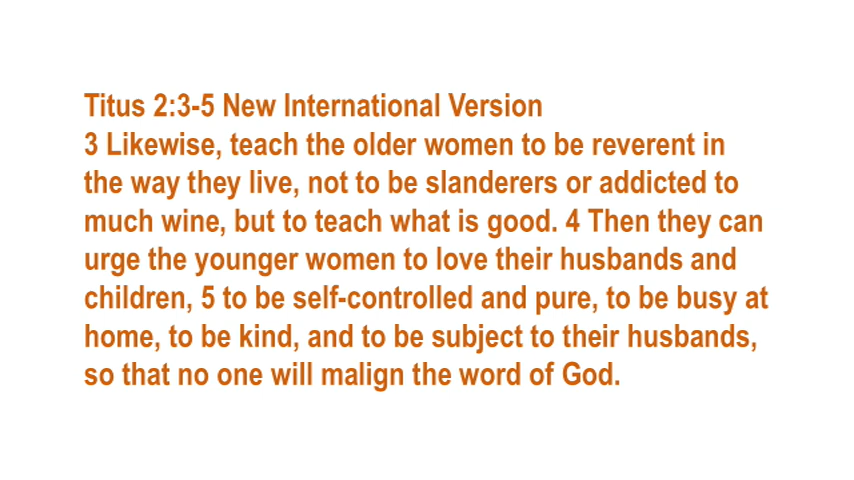 Titus 2:3-5 New International Version
3 Likewise, teach the older women to be reverent in
the way they live, not to be slanderers or addicted to
much wine, but to teach what is good. 4 Then they can
urge the younger women to love their husbands and
children, 5 to be self-controlled and pure, to be busy at
home, to be kind, and to be subject to their husbands,
so that no one will malign the word of God.